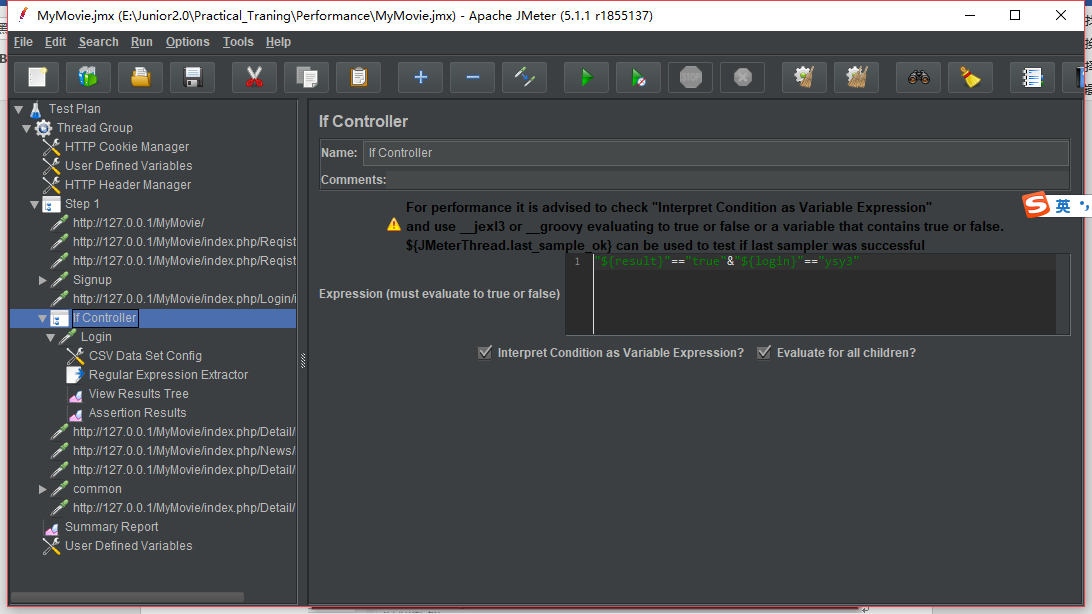 MyMovie.jmx (E:\Junior2.0\Practical_Traning\Performance\MyMovie.jmx) - Apache JMeter (5.1.1 r1855137)
File Edit Search Run Options Tools Help
STOP
Test Plan
Thread Group
HTTP Cookie Manager
User Defined Variables
HTTP Header Manager
Step 1
http://127.0.0.1/MyMovie/
http://127.0.0.1/MyMovie/index.php/Regist
http://127.0.0.1/MyMovie/index.php/Regist
Signup
http://127.0.0.1/MyMovie/index.php/Login/i
If Controller
Login
CSV Data Set Config
Regular Expression Extractor
View Results Tree
Assertion Results
http://127.0.0.1/MyMovie/index.php/Detail/
http://127.0.0.1/MyMovie/index.php/News/
http://127.0.0.1/MyMovie/index.php/Detail/
common
http://127.0.0.1/MyMovie/index.php/Detail/
Summary Report
User Defined Variables
If Controller
Name: If Controller
Comments:
For performance it is advised to check "Interpret Condition as Variable Expression"
and use __jexl3 or __groovy evaluating to true or false or a variable that contains true or false.
${JMeterThread.last_sample_ok} can be used to test if last sampler was successful
Expression (must evaluate to true or false)
1 "${result}"=="true"&"${login}"=="ysy3"
Interpret Condition as Variable Expression? Evaluate for all children?
S 英